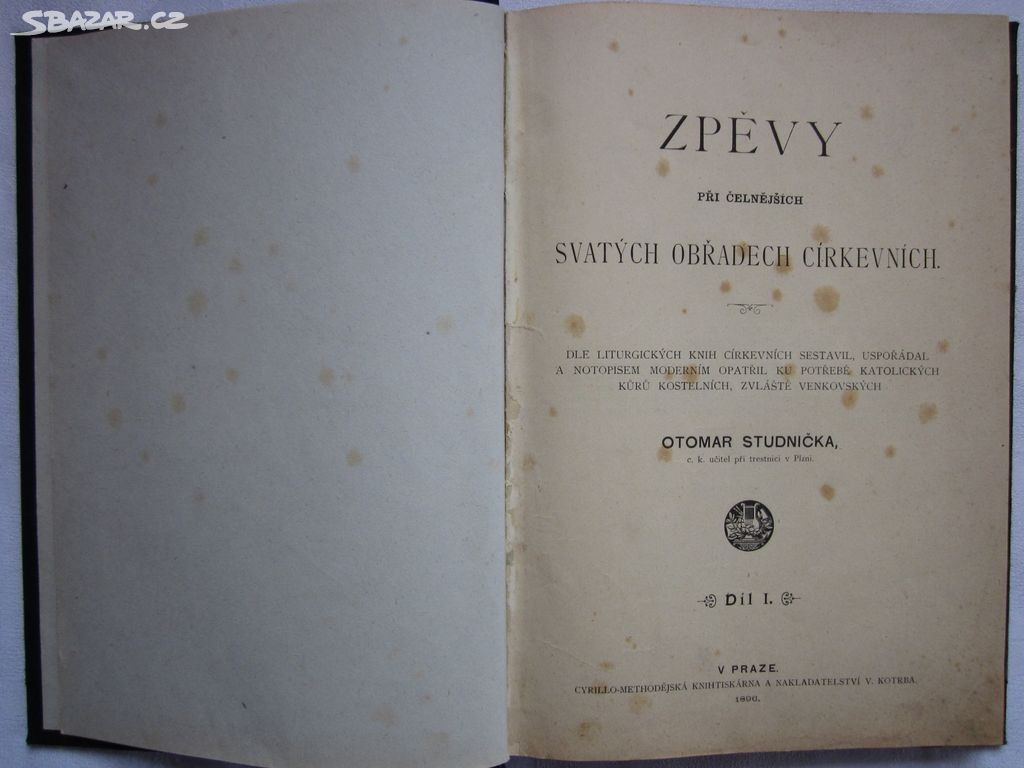 SBAZAR.CZ
ZPĚVY
PŘI ČELNĚJŠÍCH
SVATÝCH OBŘADECH CÍRKEVNÍCH.
DLE LITURGICKÝCH KNIH CÍRKEVNÍCH SESTAVIL, USPOŘÁDAL
A NOTOPISEM MODERNÍM OPATŘIL KU POTŘEBĚ KATOLICKÝCH
KŮRŮ KOSTELNÍCH, ZVLÁŠTĚ VENKOVSKÝCH
OTOMAR STUDNIČKA,
c. k. učitel při trestnici v Plzni.
Díl I.
V PRAZE.
CYRILLO-METHODĚJSKÁ KNIHTISKÁRNA A NAKLADATELSTVÍ V. KOTRBA.
1896.